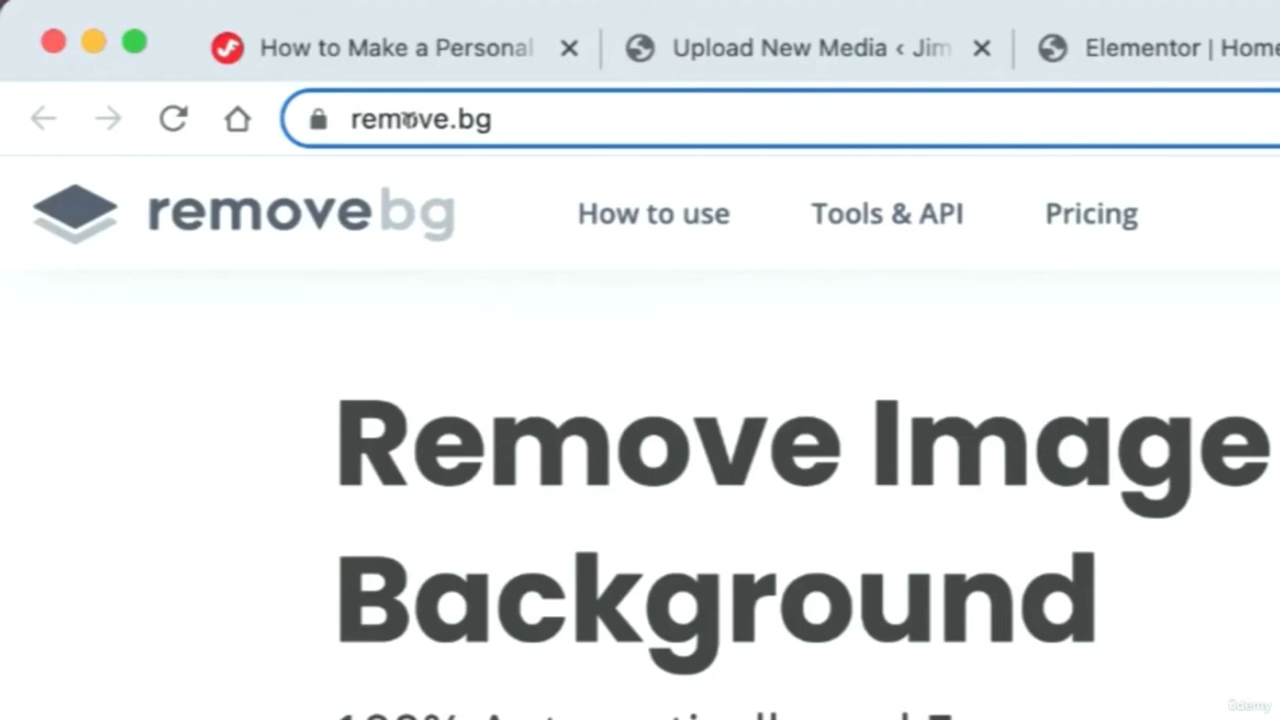 How to Make a Personal
Upload New Media ‹ Jim
Elementor | Home
remove.bg
removebg
How to use
Tools & API
Pricing
Remove Image
Background
ûdemy